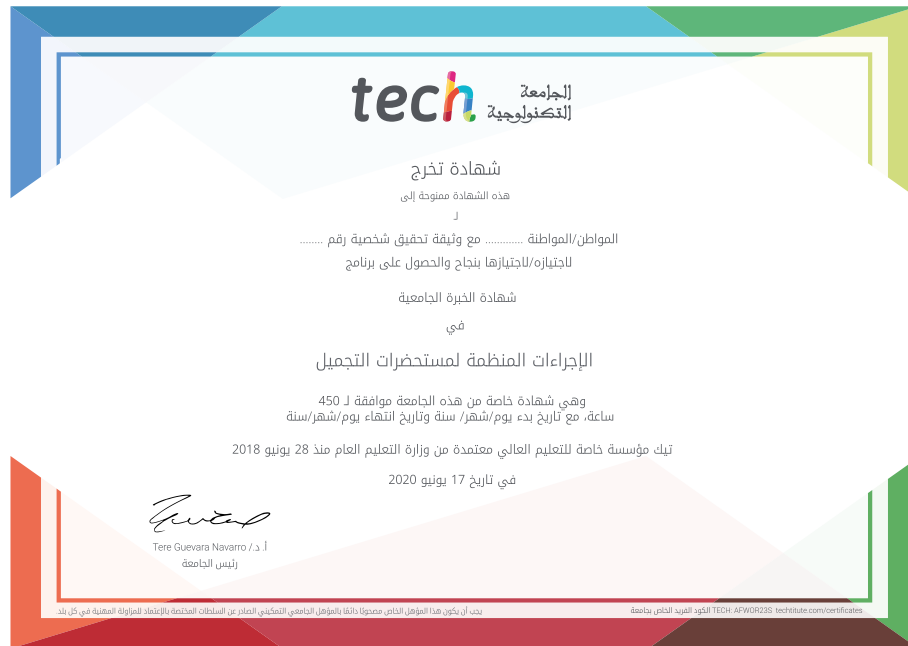 tech
الجامعة
التكنولوجية
شهادة تخرج
هذه الشهادة ممنوحة إلى
لـ
المواطن/المواطنة ............ مع وثيقة تحقيق شخصية رقم ........
لاجتيازه/لاجتيازها بنجاح والحصول على برنامج
شهادة الخبرة الجامعية
في
الإجراءات المنظمة لمستحضرات التجميل
وهي شهادة خاصة من هذه الجامعة موافقة لـ 450
ساعة، مع تاريخ بدء يوم/شهر/ سنة وتاريخ انتهاء يوم/شهر/سنة
تيك مؤسسة خاصة للتعليم العالي معتمدة من وزارة التعليم العام منذ 28 يونيو 2018
في تاريخ 17 يونيو 2020
أ. د./ Tere Guevara Navarro
رئيس الجامعة
يجب أن يكون هذا المؤهل الخاص مصحوبًا دائمًا بالمؤهل الجامعي التمكيني الصادر عن السلطات المختصة بالإعتماد للمزاولة المهنية في كل بلد.
الكود الفريد الخاص بجامعة TECH: AFWOR23S techtitute.com/certificates